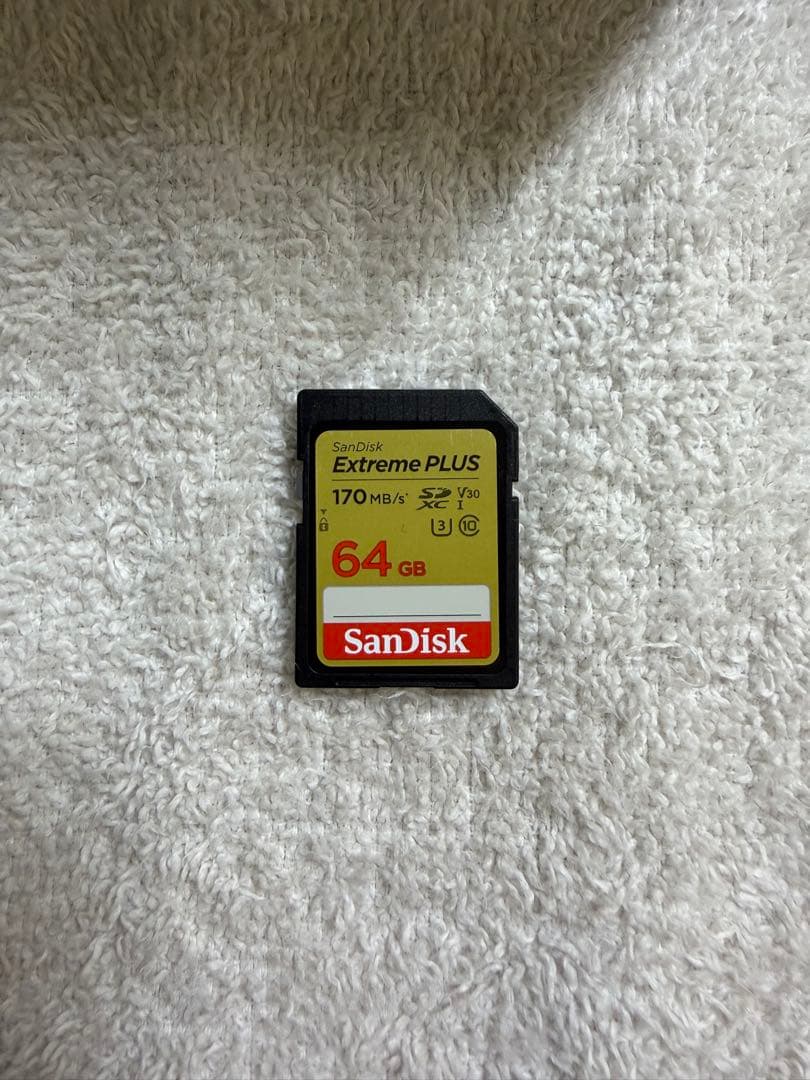 SanDisk
Extreme PLUS
170 MB/s*
SD XC V30 I
3 10
64 GB
SanDisk